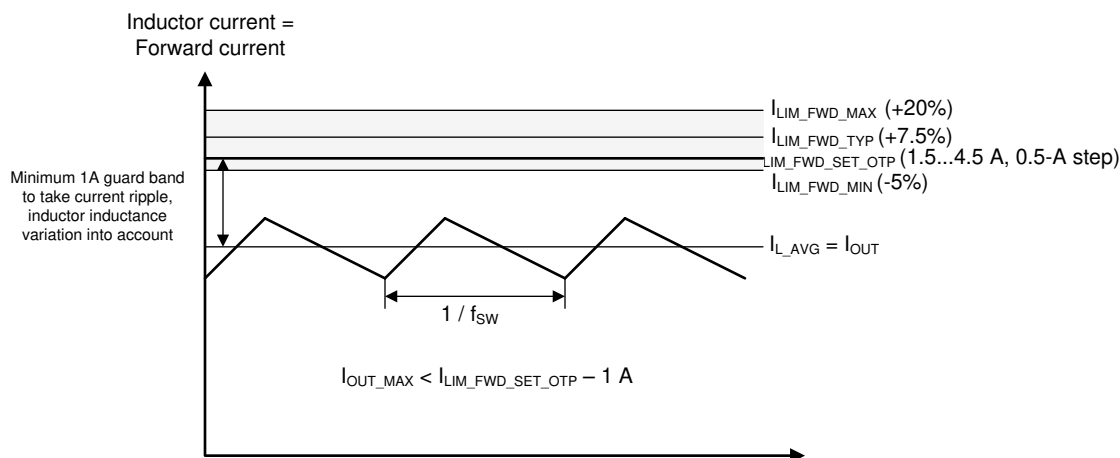 Inductor current =
Forward current
I_LIM_FWD_MAX (+20%)
I_LIM_FWD_TYP (+7.5%)
LIM_FWD_SET_OTP (1.5...4.5 A, 0.5-A step)
I_LIM_FWD_MIN (-5%)
Minimum 1A guard band
to take current ripple,
inductor inductance
variation into account
I_L_AVG = I_OUT
1 / f_SW
I_OUT_MAX < I_LIM_FWD_SET_OTP – 1 A